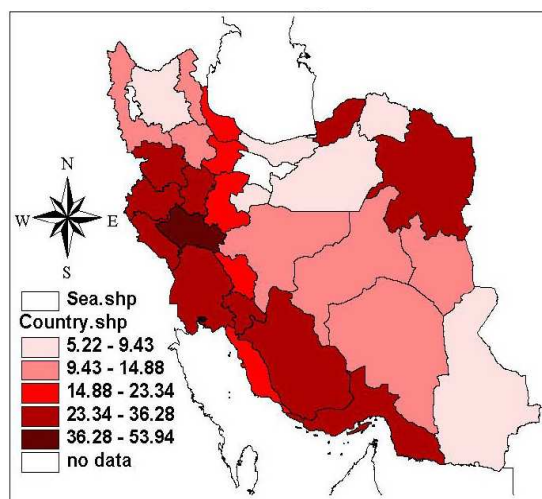 N
W E
S
Sea.shp
Country.shp
5.22 - 9.43
9.43 - 14.88
14.88 - 23.34
23.34 - 36.28
36.28 - 53.94
no data